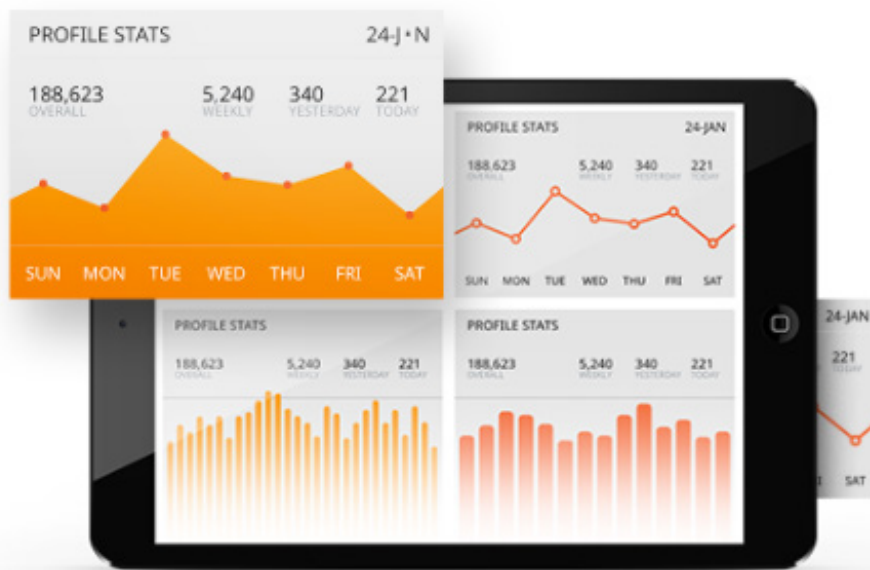 PROFILE STATS 24-J•N
188,623 5,240 340 221
OVERALL WEEKLY YESTERDAY TODAY
SUN MON TUE WED THU FRI SAT
PROFILE STATS 24-JAN
188,623 5,240 340 221
OVERALL WEEKLY YESTERDAY TODAY
SUN MON TUE WED THU FRI SAT
PROFILE STATS
188,623 5,240 340 221
OVERALL WEEKLY YESTERDAY TODAY
PROFILE STATS
188,623 5,240 340 221
OVERALL WEEKLY YESTERDAY TODAY
24-JAN
221
TODAY
SAT